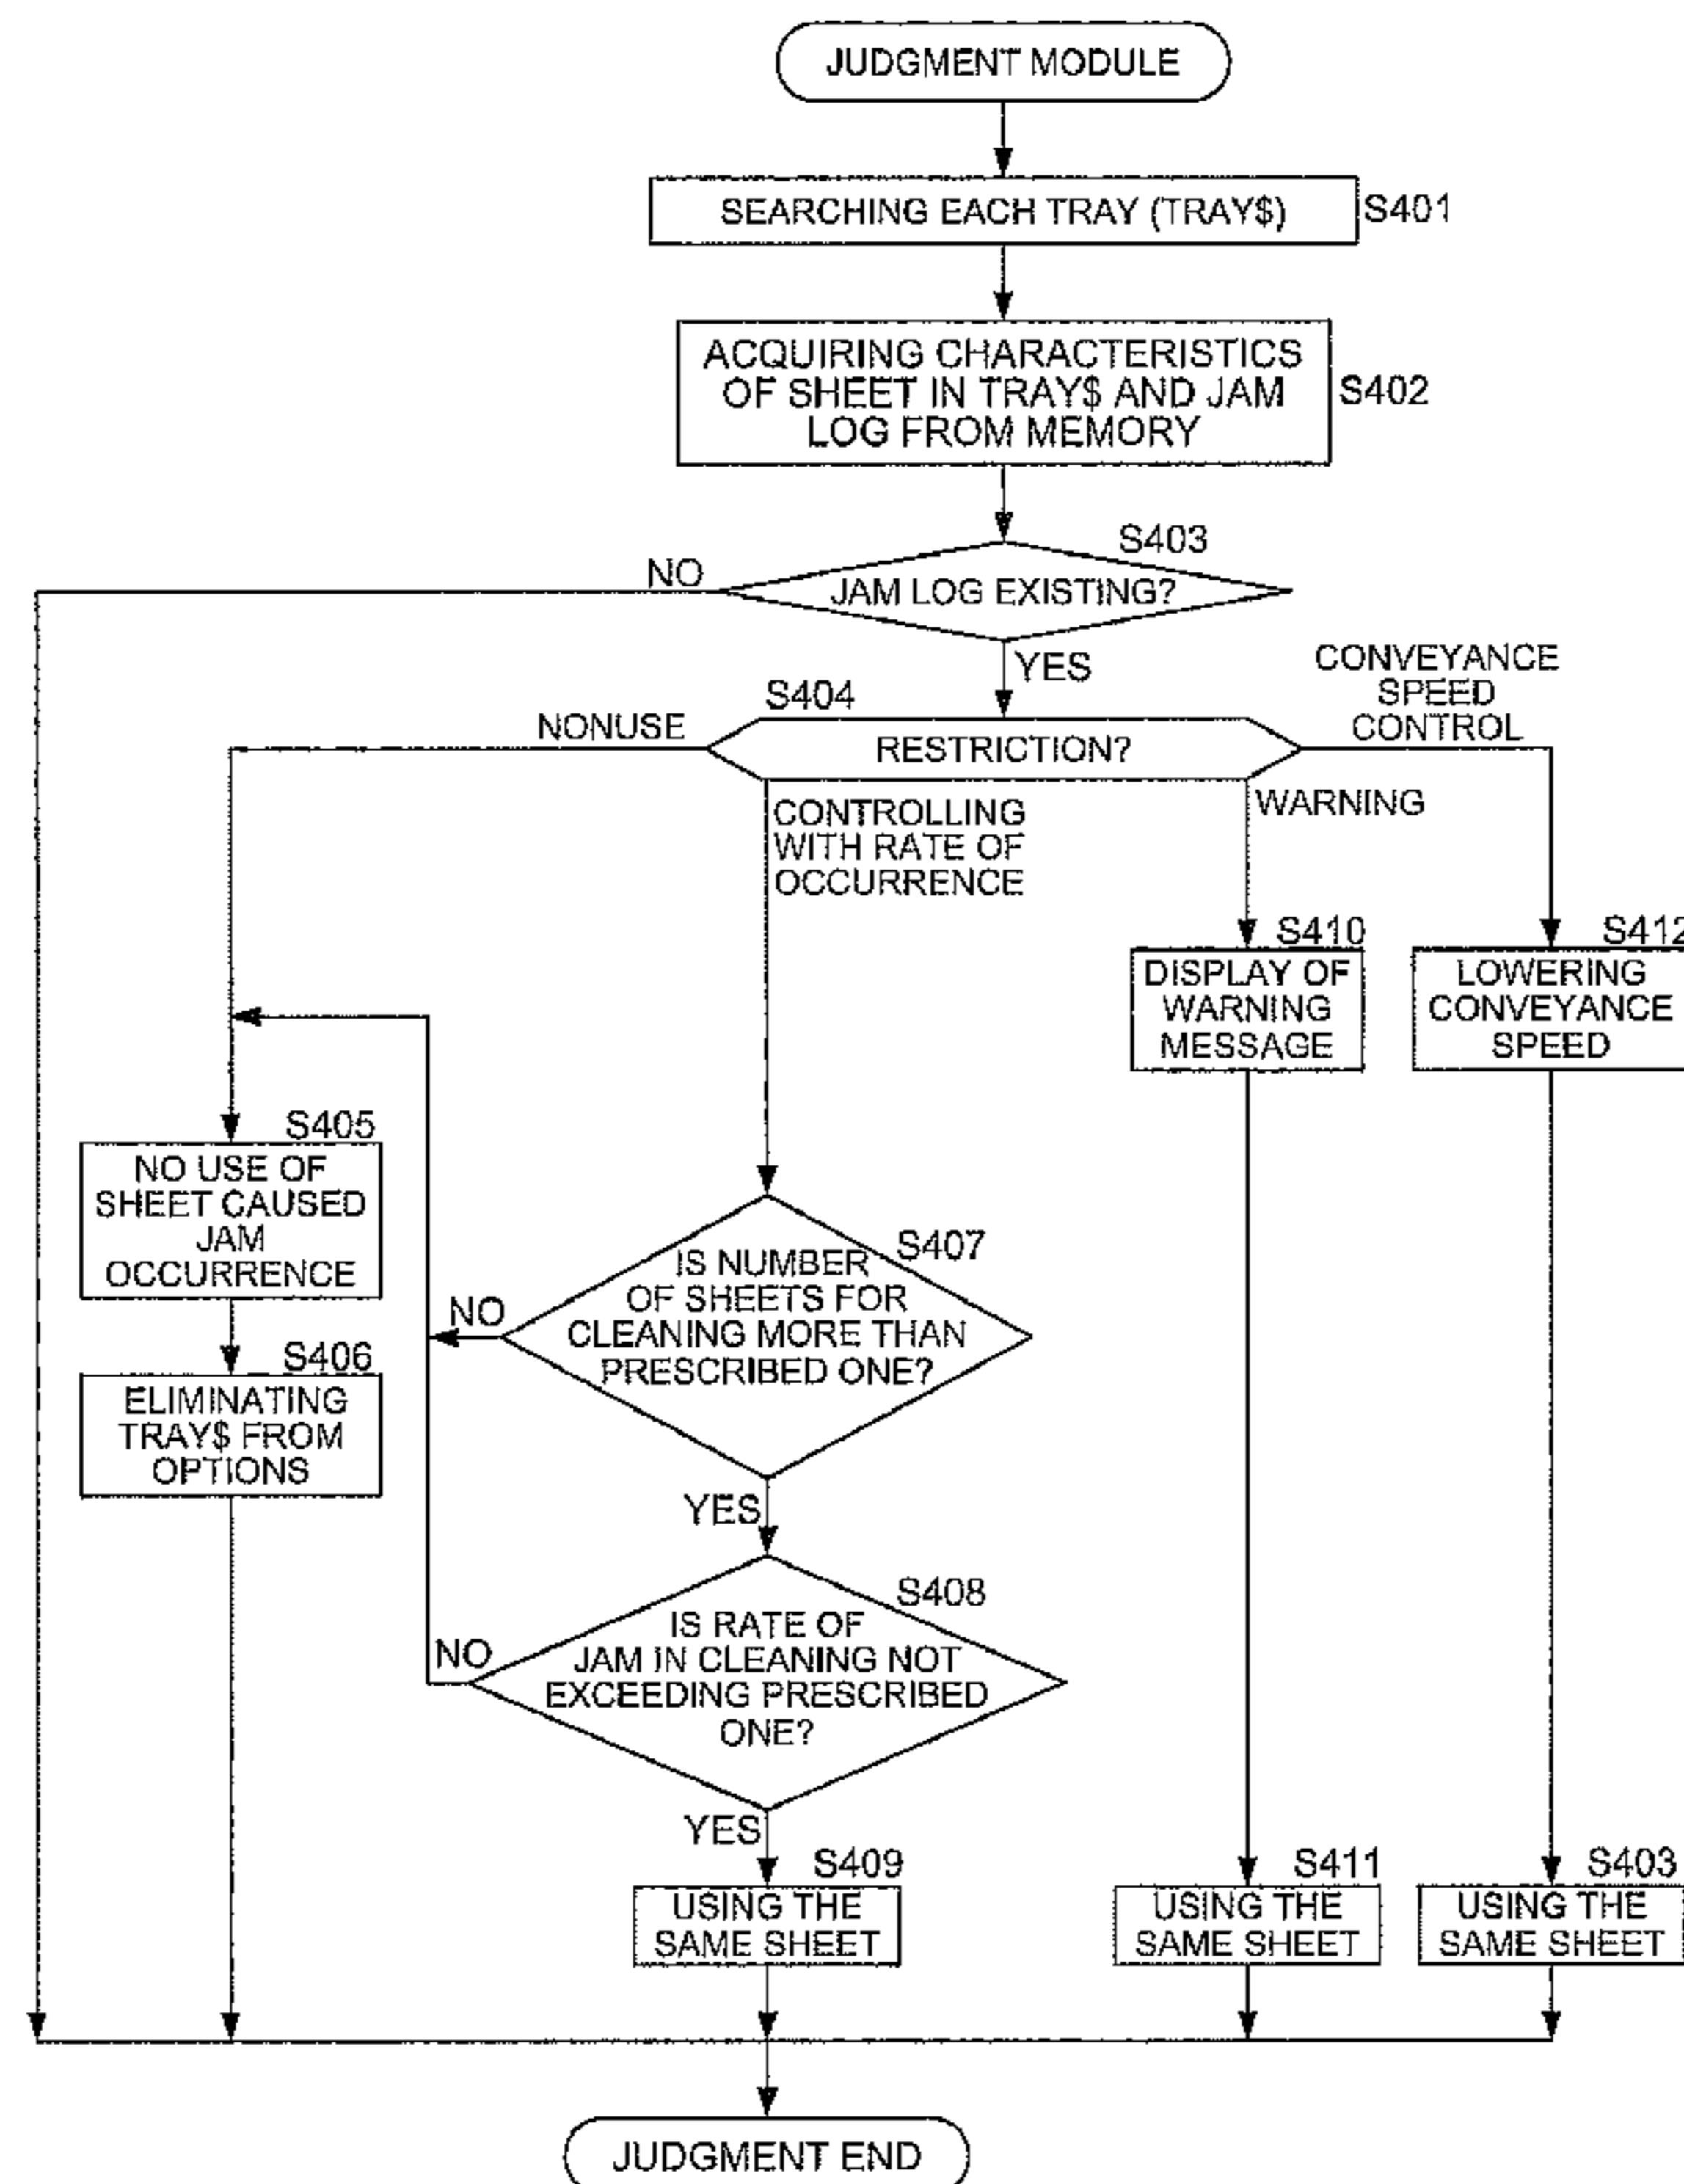 JUDGMENT MODULE
SEARCHING EACH TRAY (TRAY$)
S401
ACQUIRING CHARACTERISTICS
OF SHEET IN TRAY$ AND JAM
LOG FROM MEMORY
S402
S403
NO
JAM LOG EXISTING?
YES
CONVEYANCE
SPEED
CONTROL
S404
NONUSE
RESTRICTION?
CONTROLLING
WITH RATE OF
OCCURRENCE
WARNING
S410
DISPLAY OF
WARNING
MESSAGE
S412
LOWERING
CONVEYANCE
SPEED
S405
NO USE OF
SHEET CAUSED
JAM
OCCURRENCE
S407
IS NUMBER
OF SHEETS FOR
CLEANING MORE THAN
PRESCRIBED ONE?
NO
S406
ELIMINATING
TRAY$ FROM
OPTIONS
YES
S408
IS RATE OF
JAM IN CLEANING NOT
EXCEEDING PRESCRIBED
ONE?
NO
YES
S409
USING THE
SAME SHEET
S411
USING THE
SAME SHEET
S403
USING THE
SAME SHEET
JUDGMENT END